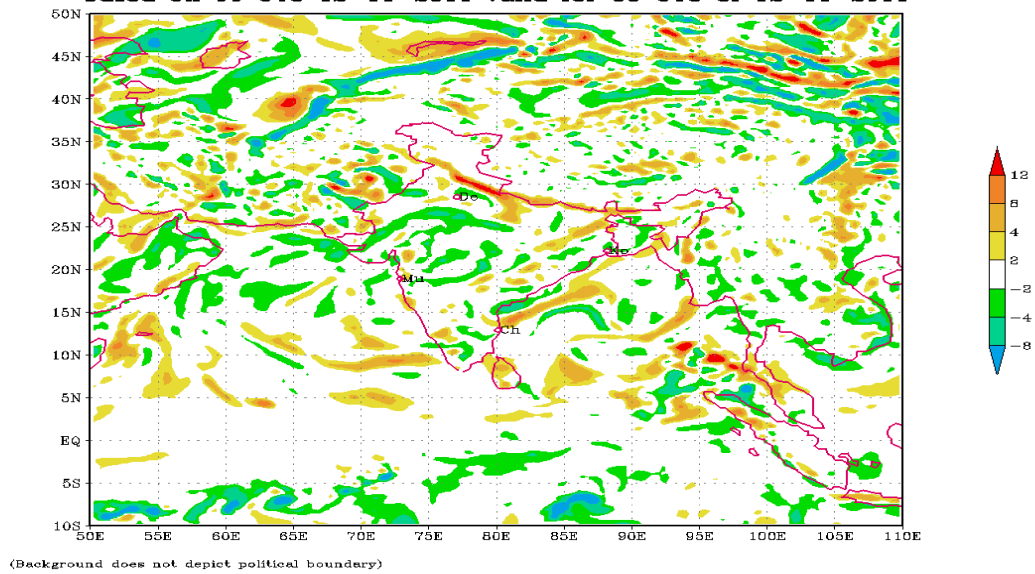 50N
45N
40N
35N
30N
25N
20N
15N
10N
5N
EQ
5S
10S
De
Ko
Mu
Ch
50E 55E 60E 65E 70E 75E 80E 85E 90E 95E 100E 105E 110E
12
8
4
2
-2
-4
-8
(Background does not depict political boundary)